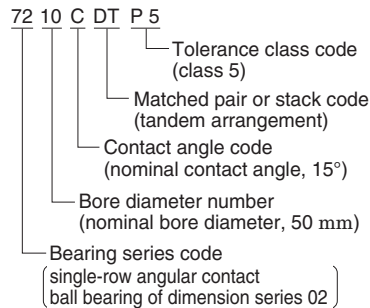 72 10 C DT P 5
Tolerance class code
(class 5)
Matched pair or stack code
(tandem arrangement)
Contact angle code
(nominal contact angle, 15°)
Bore diameter number
(nominal bore diameter, 50 mm)
Bearing series code
(single-row angular contact
ball bearing of dimension series 02)